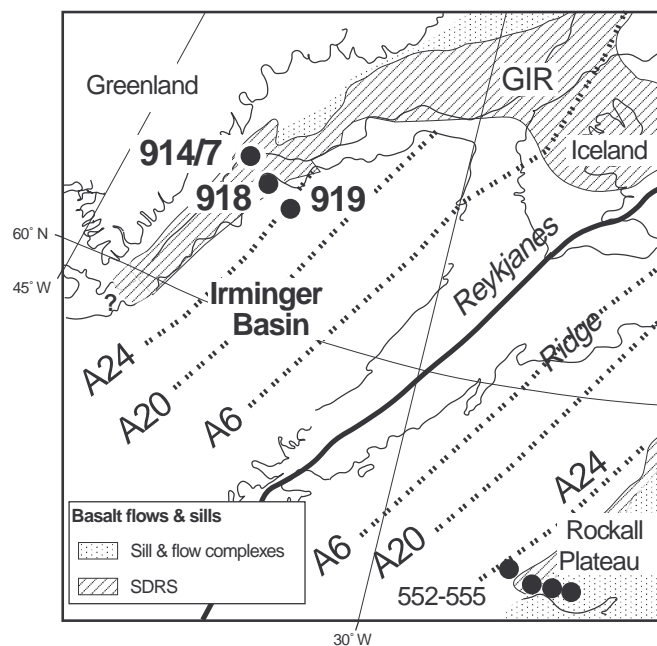 Greenland
GIR
914/7
Iceland
918
919
60° N
45° W
?
Irminger
Basin
Reykjanes
Ridge
A24
A20
A6
A24
Basalt flows & sills
Sill & flow complexes
SDRS
A6
A20
Rockall
Plateau
552-555
30° W